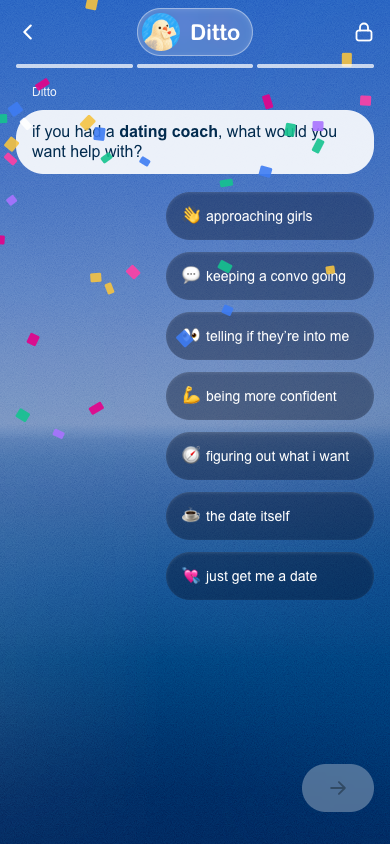 Ditto
Ditto
if you had a dating coach, what would you
want help with?
👋 approaching girls
💬 keeping a convo going
👀 telling if they're into me
💪 being more confident
🧭 figuring out what i want
☕ the date itself
💘 just get me a date